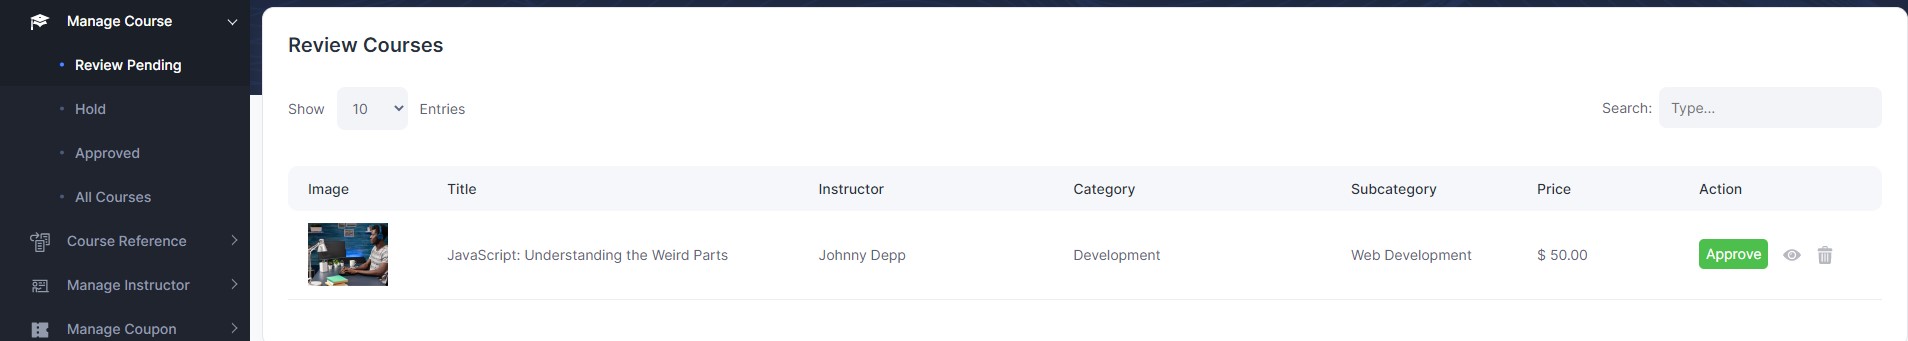 Manage Course
Review Pending
Hold
Approved
All Courses
Course Reference
Manage Instructor
Manage Coupon
Review Courses
Show 10 Entries
Search: Type...
Image Title Instructor Category Subcategory Price Action
JavaScript: Understanding the Weird Parts Johnny Depp Development Web Development $ 50.00 Approve